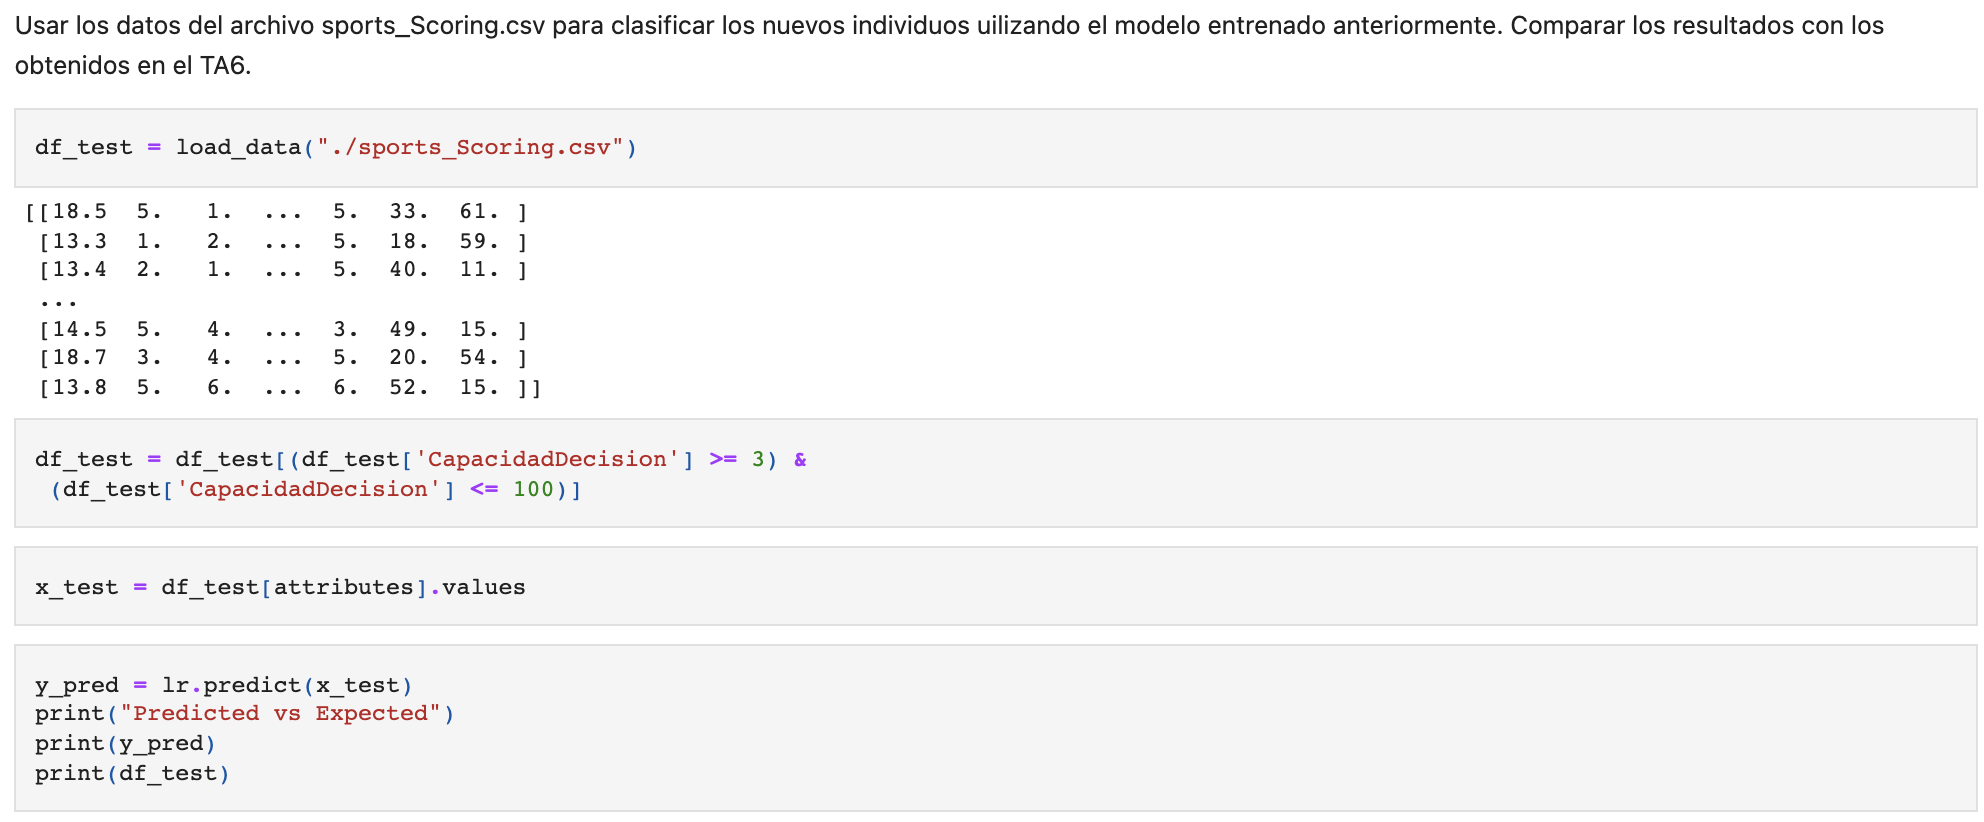 Usar los datos del archivo sports_Scoring.csv para clasificar los nuevos individuos uilizando el modelo entrenado anteriormente. Comparar los resultados con los
obtenidos en el TA6.
df_test = load_data("./sports_Scoring.csv")
[[18.5  5.   1.  ...  5.  33.  61. ]
 [13.3  1.   2.  ...  5.  18.  59. ]
 [13.4  2.   1.  ...  5.  40.  11. ]
 ...
 [14.5  5.   4.  ...  3.  49.  15. ]
 [18.7  3.   4.  ...  5.  20.  54. ]
 [13.8  5.   6.  ...  6.  52.  15. ]]
df_test = df_test[(df_test['CapacidadDecision'] >= 3) &
 (df_test['CapacidadDecision'] <= 100)]
x_test = df_test[attributes].values
y_pred = lr.predict(x_test)
print("Predicted vs Expected")
print(y_pred)
print(df_test)